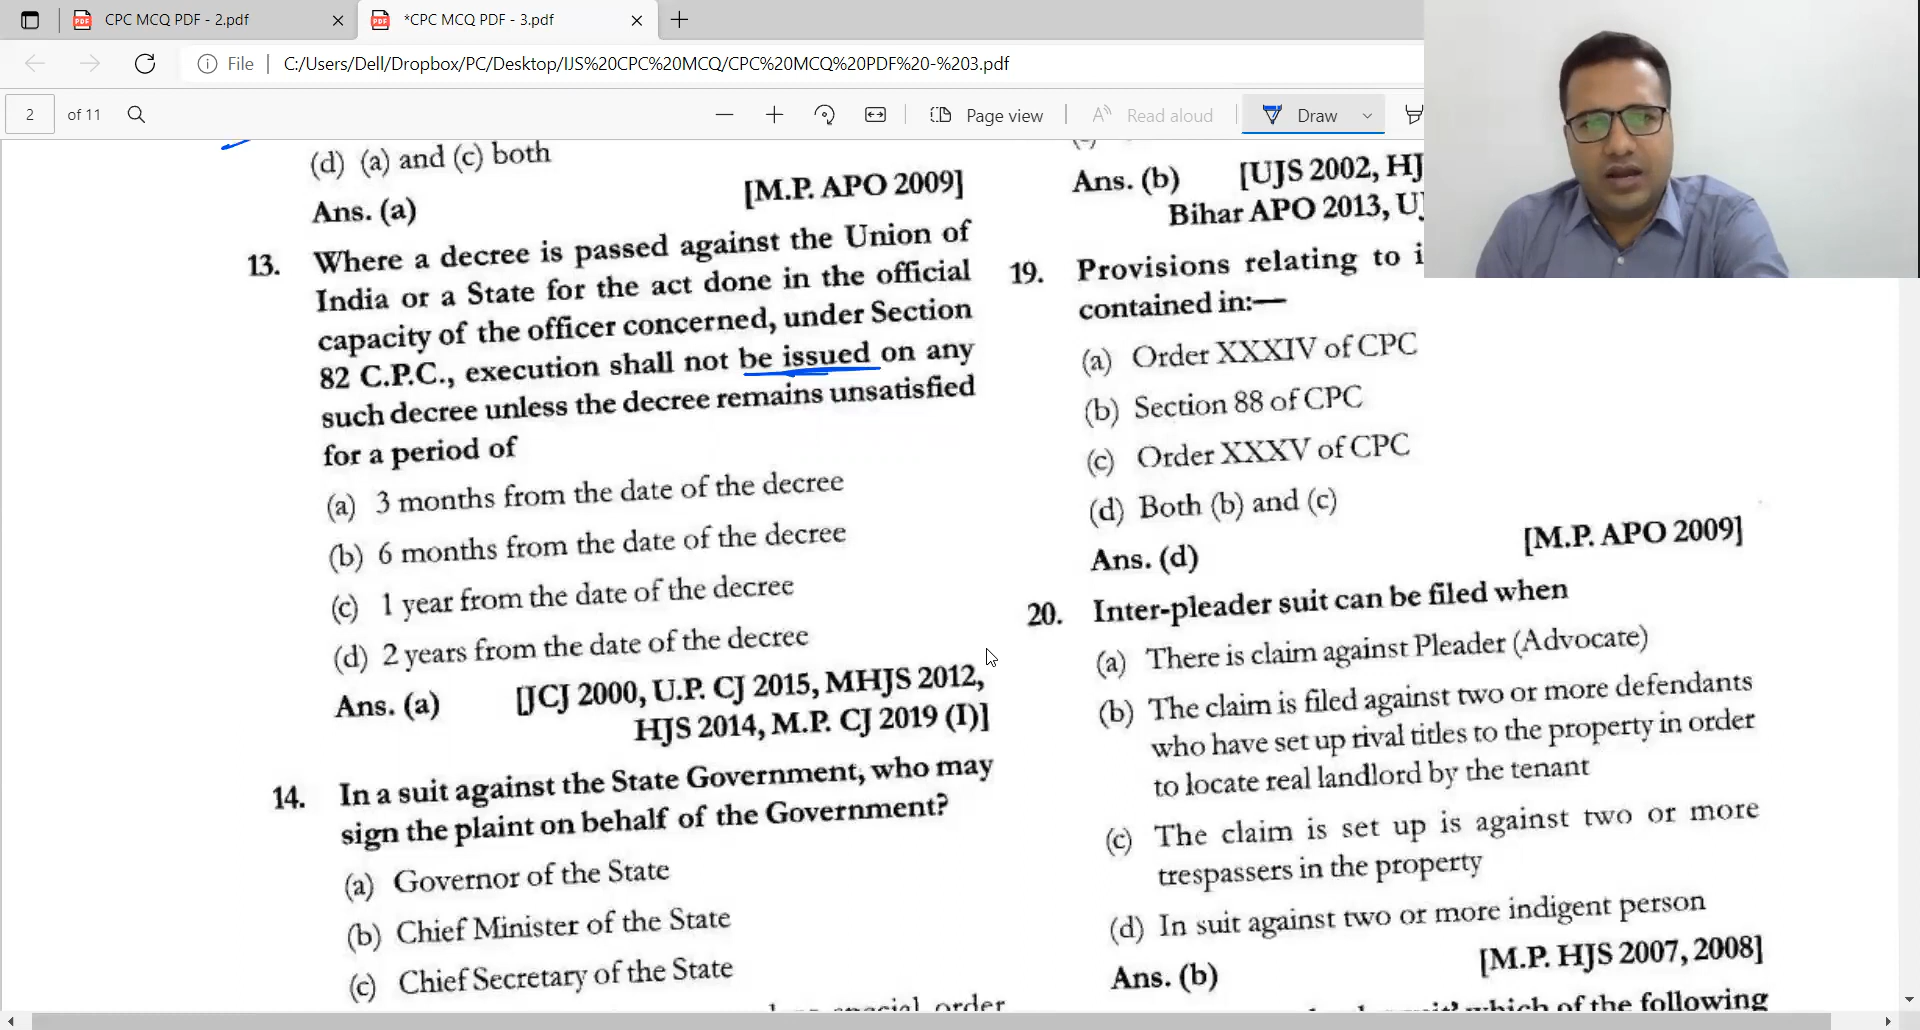 CPC MCQ PDF - 2.pdf
*CPC MCQ PDF - 3.pdf
File
C:/Users/Dell/Dropbox/PC/Desktop/IJS%20CPC%20MCQ/CPC%20MCQ%20PDF%20-%203.pdf
2 of 11
Page view
Read aloud
Draw
(d) (a) and (c) both
[M.P. APO 2009]
Ans. (a)
13. Where a decree is passed against the Union of
India or a State for the act done in the official
capacity of the officer concerned, under Section
82 C.P.C., execution shall not be issued on any
such decree unless the decree remains unsatisfied
for a period of
(a) 3 months from the date of the decree
(b) 6 months from the date of the decree
(c) 1 year from the date of the decree
(d) 2 years from the date of the decree
Ans. (a) [JCJ 2000, U.P. CJ 2015, MHJS 2012,
HJS 2014, M.P. CJ 2019 (I)]
14. In a suit against the State Government, who may
sign the plaint on behalf of the Government?
(a) Governor of the State
(b) Chief Minister of the State
(c) Chief Secretary of the State
special order
Ans. (b) [UJS 2002, HJ
Bihar APO 2013, U
19. Provisions relating to i
contained in:—
(a) Order XXXIV of CPC
(b) Section 88 of CPC
(c) Order XXXV of CPC
(d) Both (b) and (c)
[M.P. APO 2009]
Ans. (d)
20. Inter-pleader suit can be filed when
(a) There is claim against Pleader (Advocate)
(b) The claim is filed against two or more defendants
who have set up rival titles to the property in order
to locate real landlord by the tenant
(c) The claim is set up is against two or more
trespassers in the property
(d) In suit against two or more indigent person
[M.P. HJS 2007, 2008]
Ans. (b)
which of the following